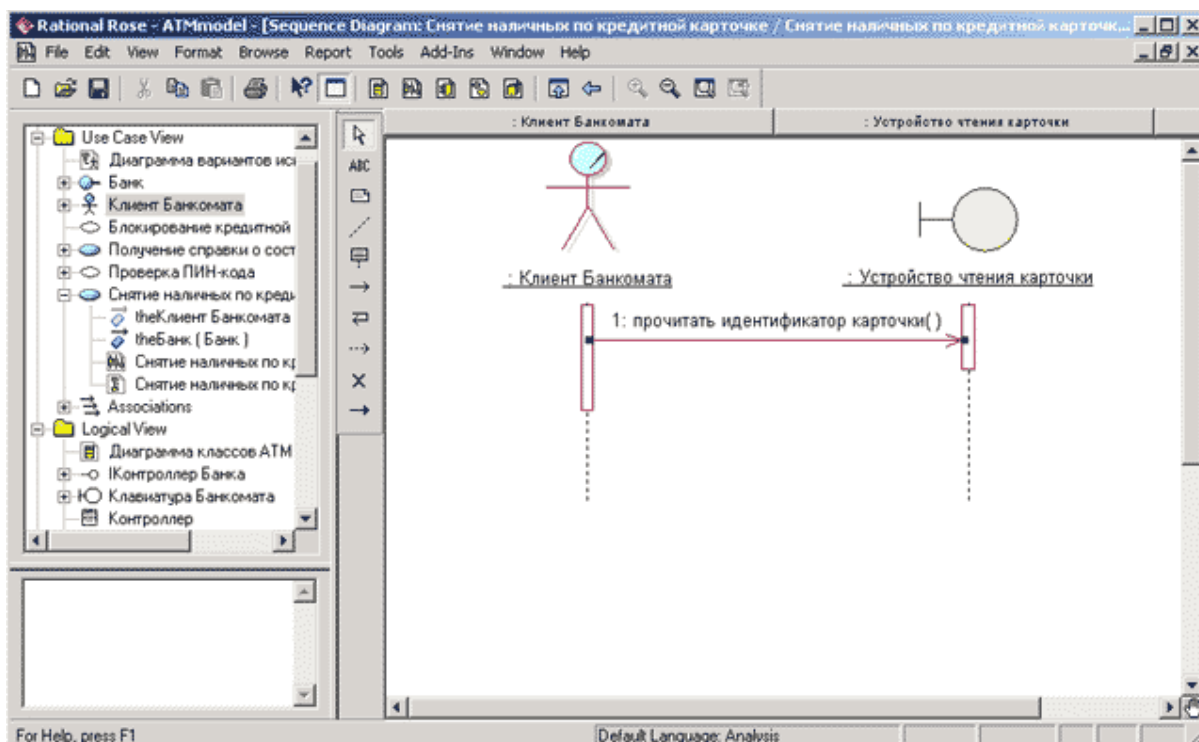 Rational Rose - ATMmodel - [Sequence Diagram: Снятие наличных по кредитной карточке / Снятие наличных по кредитной карточк...
File Edit View Format Browse Report Tools Add-Ins Window Help
Use Case View
Диаграмма вариантов исп
Банк
Клиент Банкомата
Блокирование кредитной
Получение справки о сост
Проверка ПИН-кода
Снятие наличных по креди
theКлиент Банкомата
theБанк ( Банк )
Снятие наличных по кр
Снятие наличных по кр
Associations
Logical View
Диаграмма классов ATM
IКонтроллер Банка
Клавиатура Банкомата
Контроллер
ABC
: Клиент Банкомата
: Устройство чтения карточки
: Клиент Банкомата
: Устройство чтения карточки
1: прочитать идентификатор карточки( )
For Help, press F1
Default Language: Analysis